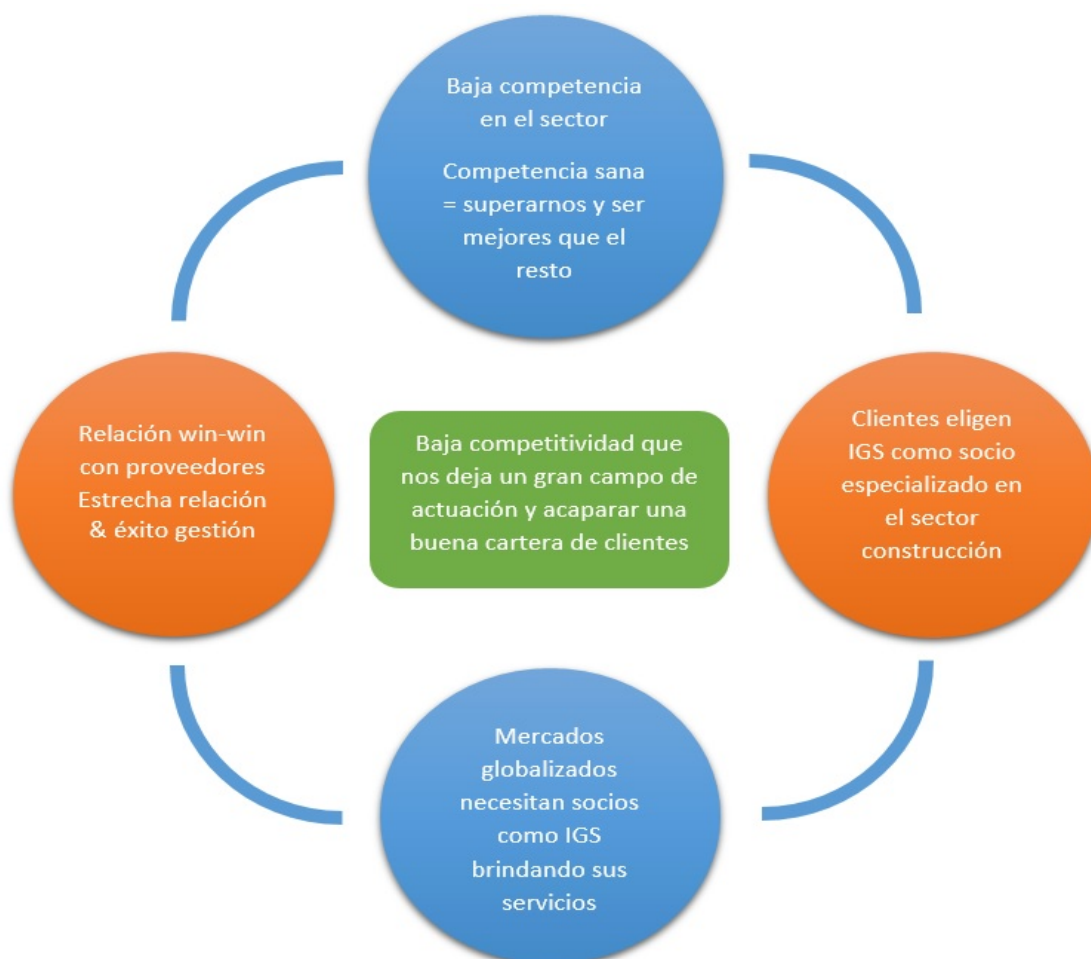 Baja competencia
en el sector
Competencia sana
= superarnos y ser
mejores que el
resto
Relación win-win
con proveedores
Estrecha relación
& éxito gestión
Baja competitividad que
nos deja un gran campo de
actuación y acaparar una
buena cartera de clientes
Clientes eligen
IGS como socio
especializado en
el sector
construcción
Mercados
globalizados
necesitan socios
como IGS
brindando sus
servicios